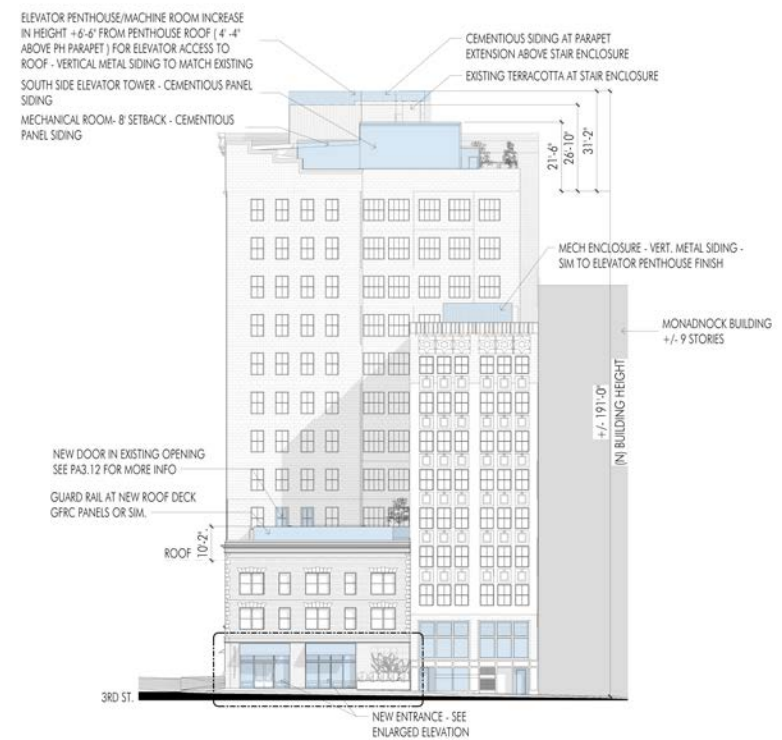 ELEVATOR PENTHOUSE/MACHINE ROOM INCREASE
IN HEIGHT +6'-6" FROM PENTHOUSE ROOF ( 4' -4"
ABOVE PH PARAPET ) FOR ELEVATOR ACCESS TO
ROOF - VERTICAL METAL SIDING TO MATCH EXISTING
SOUTH SIDE ELEVATOR TOWER - CEMENTIOUS PANEL
SIDING
MECHANICAL ROOM- 8' SETBACK - CEMENTIOUS
PANEL SIDING
CEMENTIOUS SIDING AT PARAPET
EXTENSION ABOVE STAIR ENCLOSURE
EXISTING TERRACOTTA AT STAIR ENCLOSURE
21'-6"
26'-10"
31'-2"
MECH ENCLOSURE - VERT. METAL SIDING -
SIM TO ELEVATOR PENTHOUSE FINISH
MONADNOCK BUILDING
+/- 9 STORIES
+/- 191'-0"
(N) BUILDING HEIGHT
NEW DOOR IN EXISTING OPENING
SEE PA3.12 FOR MORE INFO
GUARD RAIL AT NEW ROOF DECK
GFRC PANELS OR SIM.
ROOF
10'-2"
3RD ST.
NEW ENTRANCE - SEE
ENLARGED ELEVATION